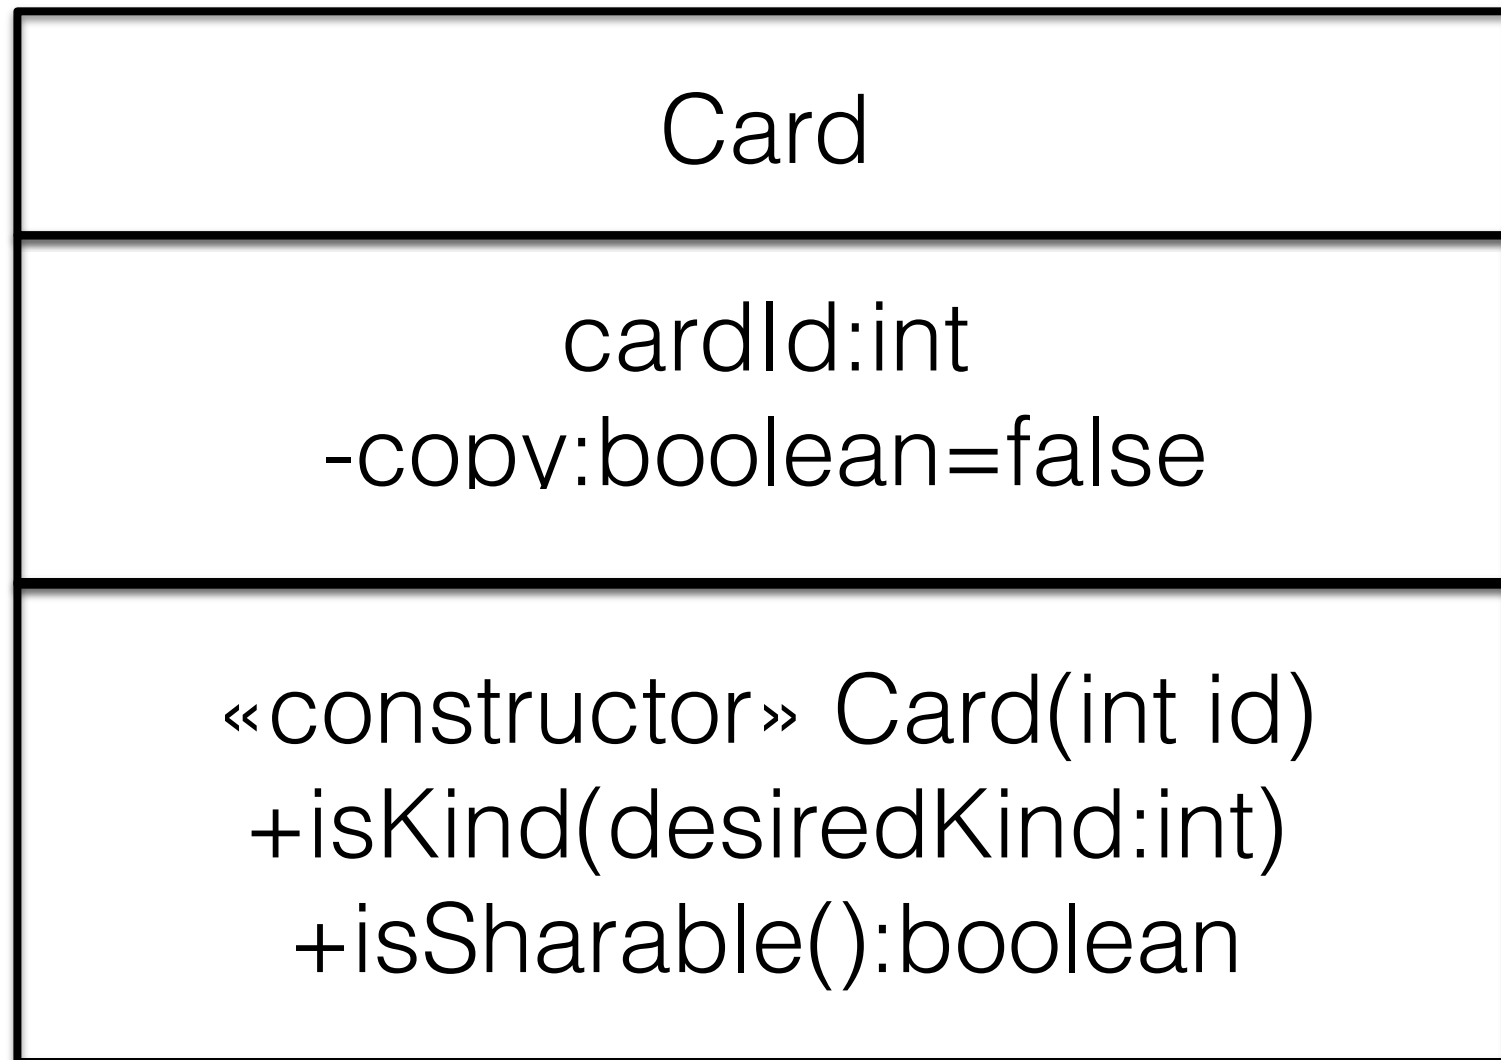 Card
cardId:int
-copy:boolean=false
«constructor» Card(int id)
+isKind(desiredKind:int)
+isSharable():boolean